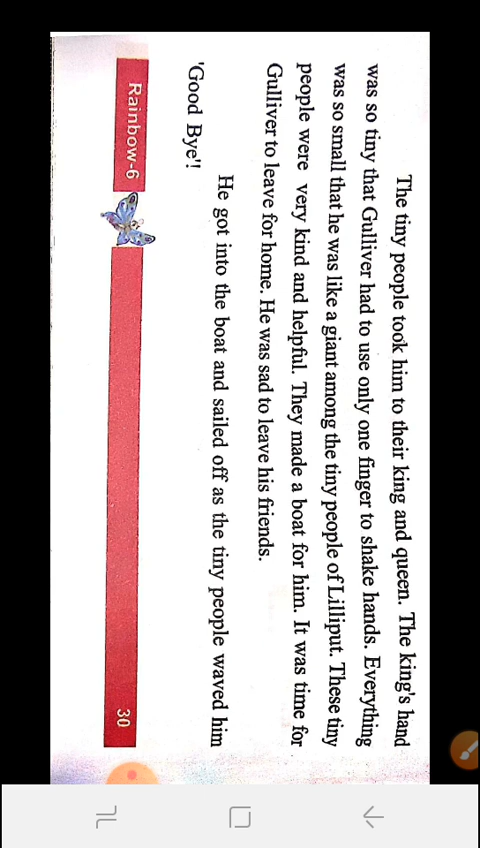 The tiny people took him to their king and queen. The king's hand
was so tiny that Gulliver had to use only one finger to shake hands. Everything
was so small that he was like a giant among the tiny people of Lilliput. These tiny
people were very kind and helpful. They made a boat for him. It was time for
Gulliver to leave for home. He was sad to leave his friends.
He got into the boat and sailed off as the tiny people waved him
'Good Bye'!
Rainbow-6
30